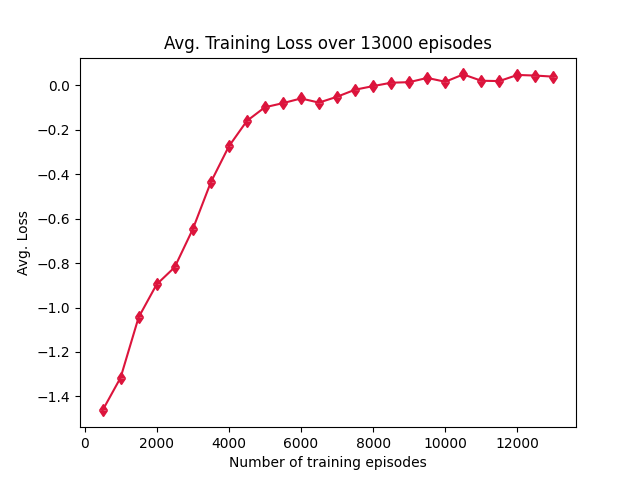 Avg. Training Loss over 13000 episodes
0.0
−0.2
−0.4
−0.6
−0.8
−1.0
−1.2
−1.4
Avg. Loss
0 2000 4000 6000 8000 10000 12000
Number of training episodes